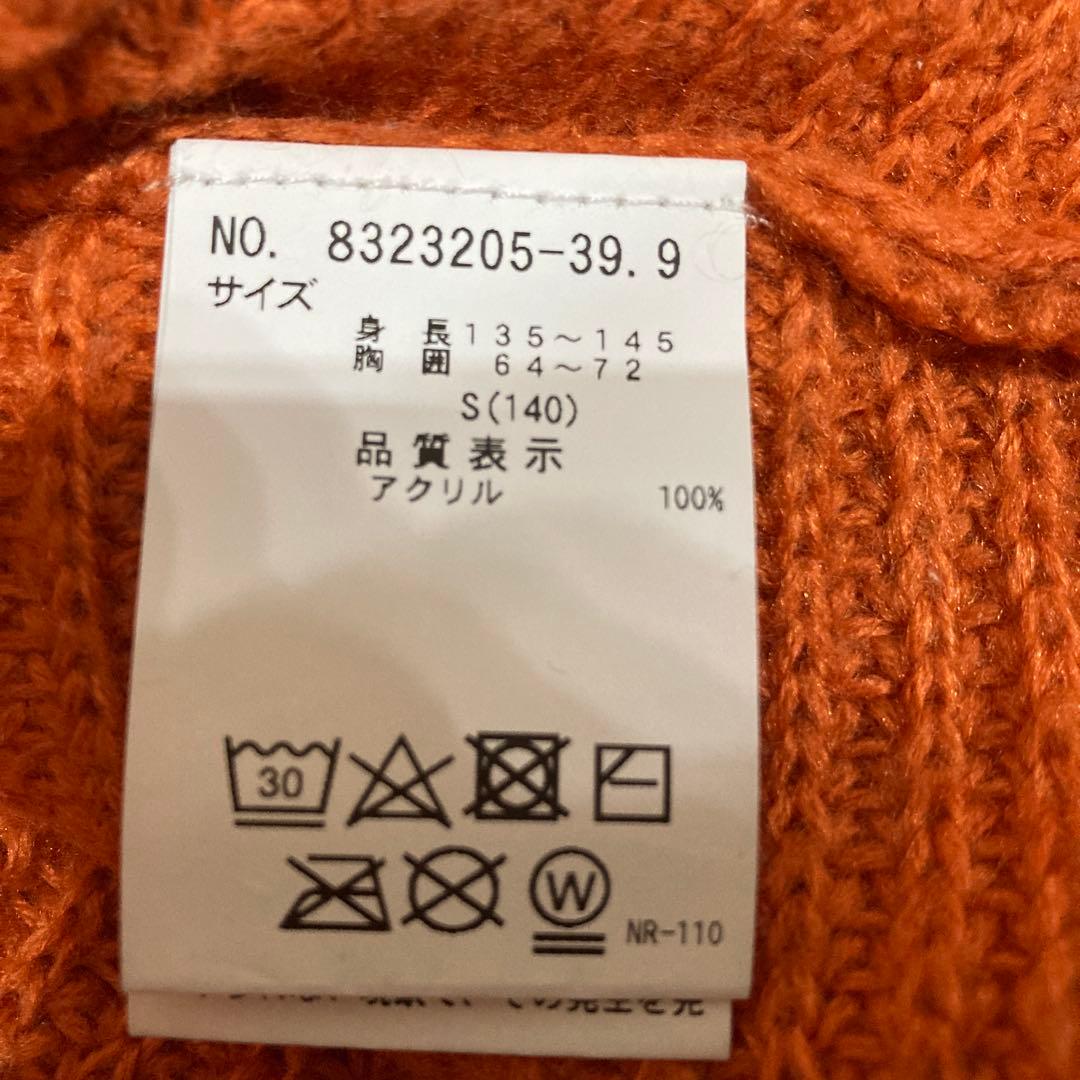 NO. 8323205-39.9
サイズ
身 長 135～145
胸 囲 64～72
S(140)
品質表示
アクリル 100%
30
W
NR-110